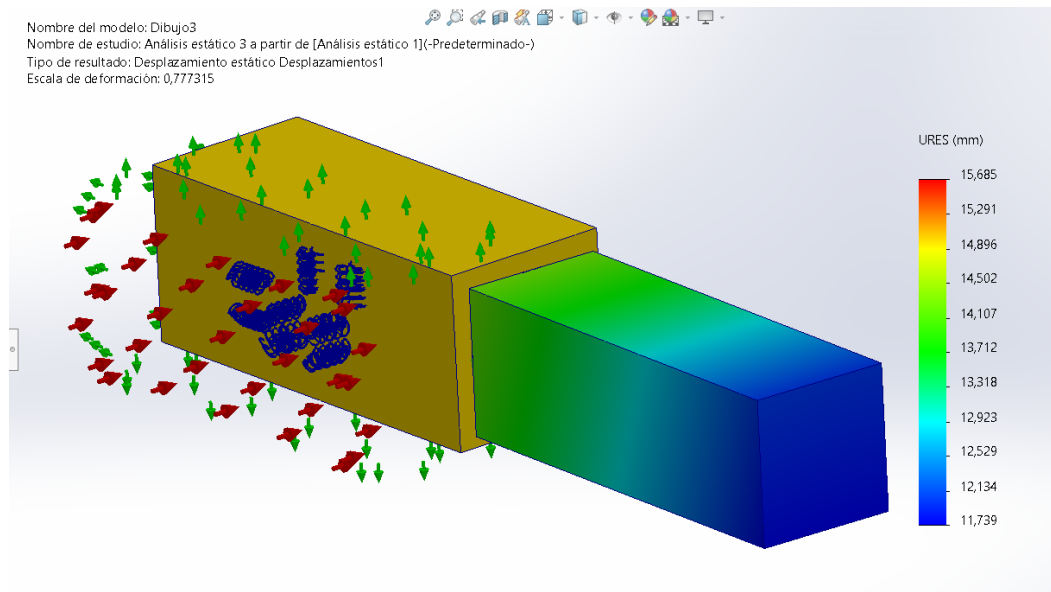 Nombre del modelo: Dibujo3
Nombre de estudio: Análisis estático 3 a partir de [Análisis estático 1](-Predeterminado-)
Tipo de resultado: Desplazamiento estático Desplazamientos1
Escala de deformación: 0,777315
URES (mm)
15,685
15,291
14,896
14,502
14,107
13,712
13,318
12,923
12,529
12,134
11,739